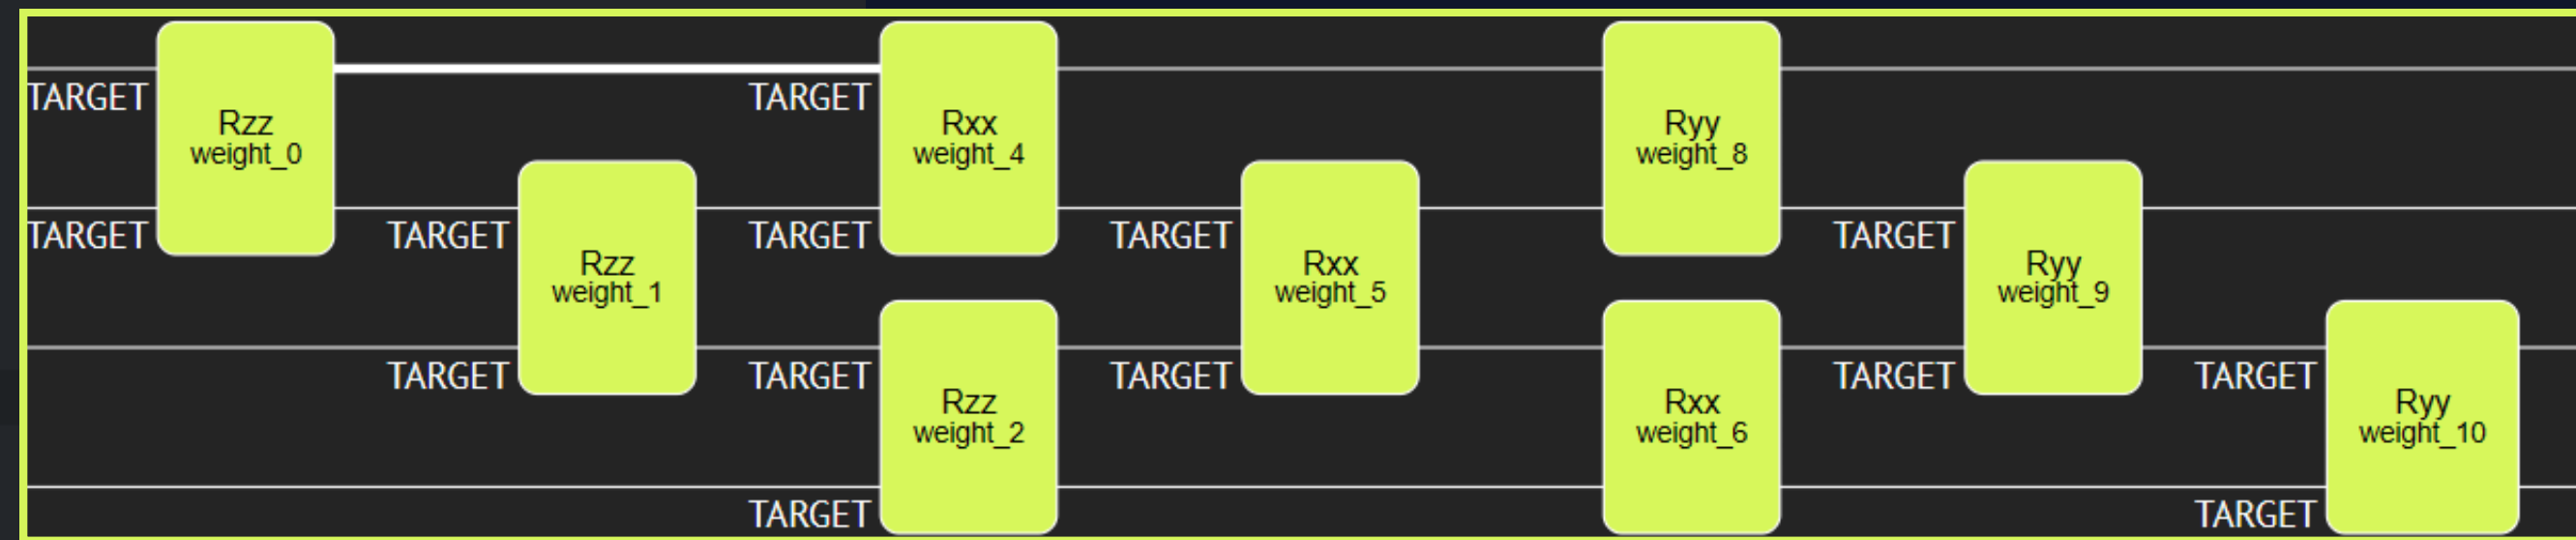 TARGET
Rzz
weight_0
TARGET
TARGET
Rzz
weight_1
TARGET
TARGET
Rxx
weight_4
TARGET
TARGET
Rzz
weight_2
TARGET
TARGET
Rxx
weight_5
TARGET
Ryy
weight_8
Rxx
weight_6
TARGET
Ryy
weight_9
TARGET
TARGET
Ryy
weight_10
TARGET